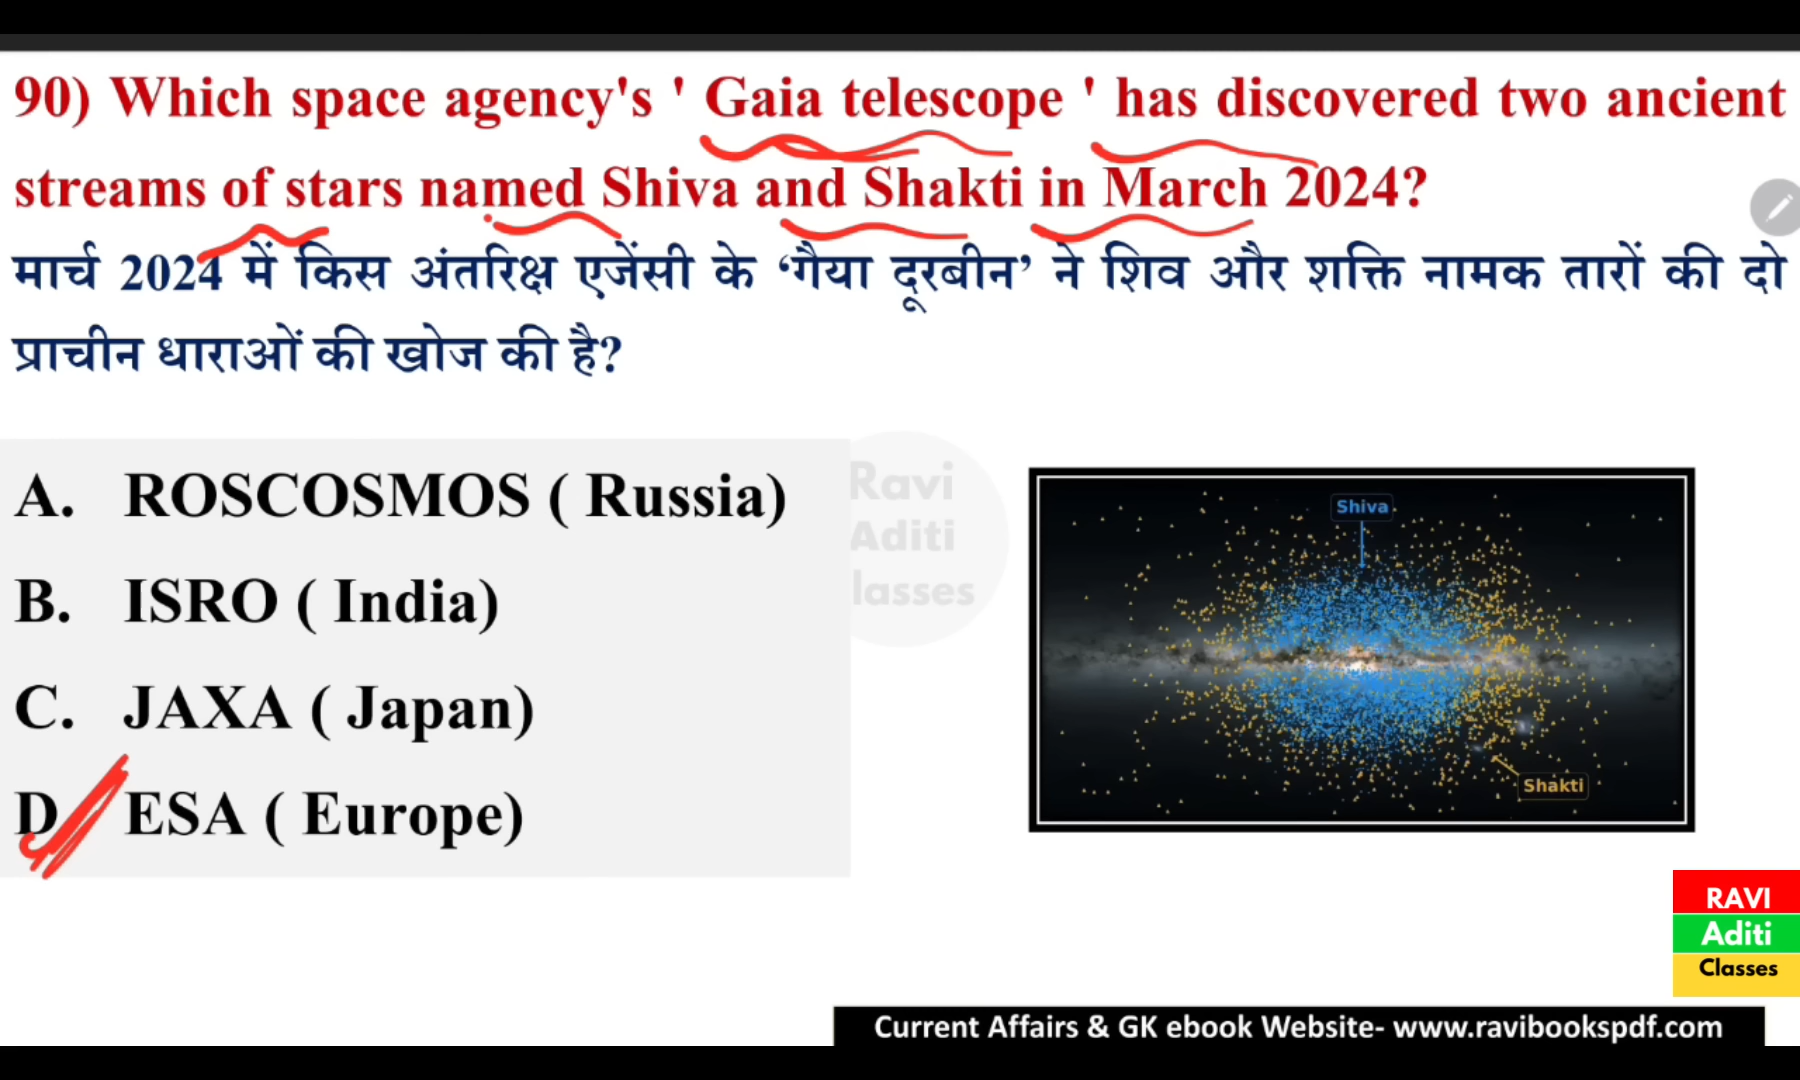 90) Which space agency's ' Gaia telescope ' has discovered two ancient
streams of stars named Shiva and Shakti in March 2024?
मार्च 2024 में किस अंतरिक्ष एजेंसी के ‘गैया दूरबीन’ ने शिव और शक्ति नामक तारों की दो
प्राचीन धाराओं की खोज की है?
A. ROSCOSMOS ( Russia)
B. ISRO ( India)
C. JAXA ( Japan)
D ESA ( Europe)
Ravi
Aditi
lasses
Shiva
Shakti
RAVI
Aditi
Classes
Current Affairs & GK ebook Website- www.ravibookspdf.com